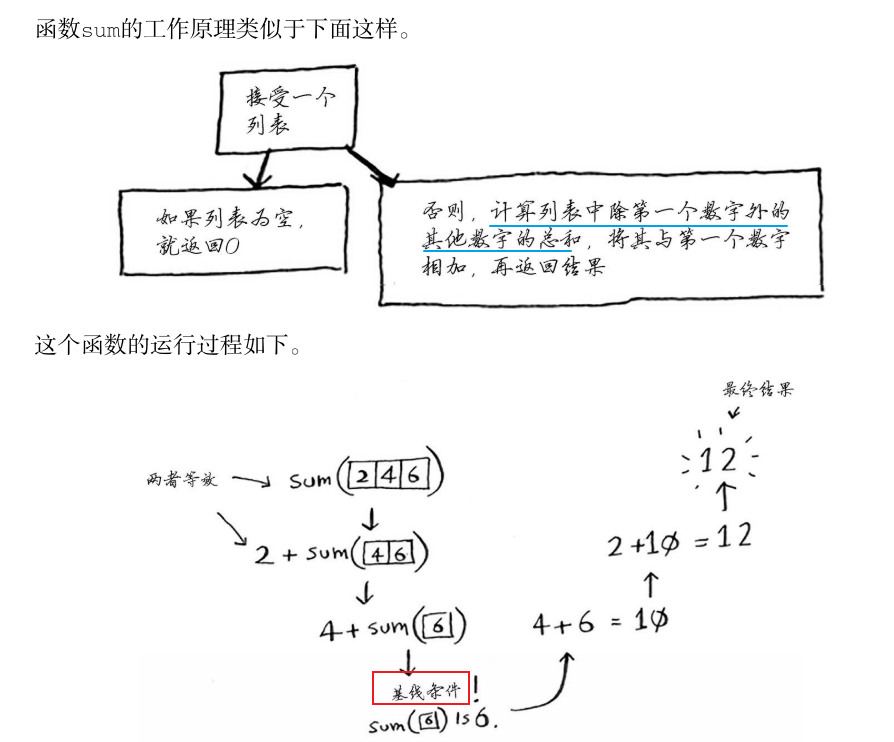 函数sum的工作原理类似于下面这样。
接受一个
列表
如果列表为空，
就返回0
否则，计算列表中除第一个数字外的
其他数字的总和，将其与第一个数字
相加，再返回结果
这个函数的运行过程如下。
最终结果
12
两者等效
sum(2 4 6)
2 + sum(4 6)
2+10 = 12
4+ sum(6)
4+6 = 10
基线条件!
sum(6) is 6.